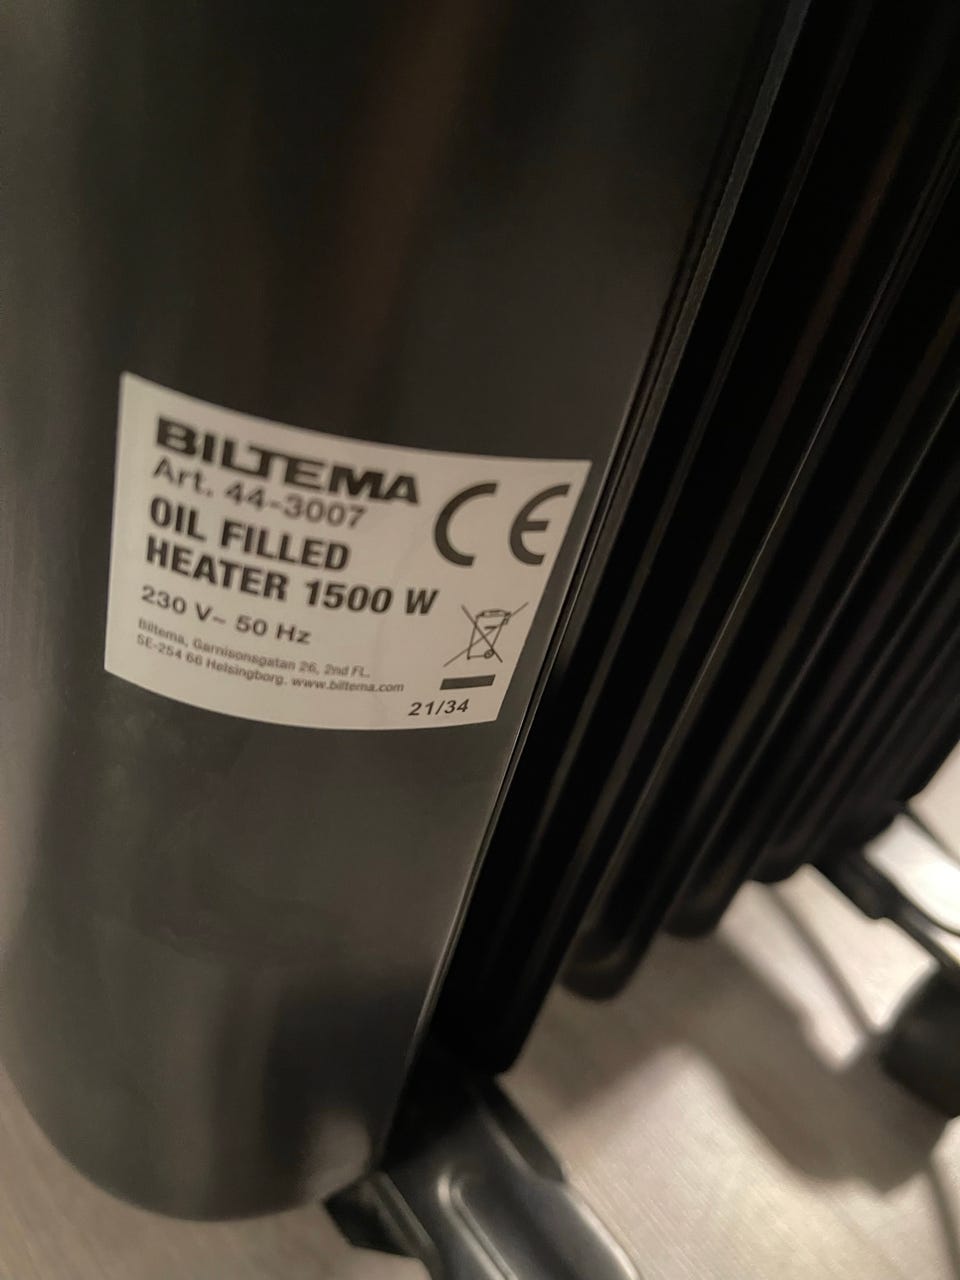 BILTEMA
Art. 44-3007
OIL FILLED
HEATER 1500 W
230 V~ 50 Hz
Biltema, Garnisonsgatan 26, 2nd FL.
SE-254 66 Helsingborg. www.biltema.com
CE
21/34